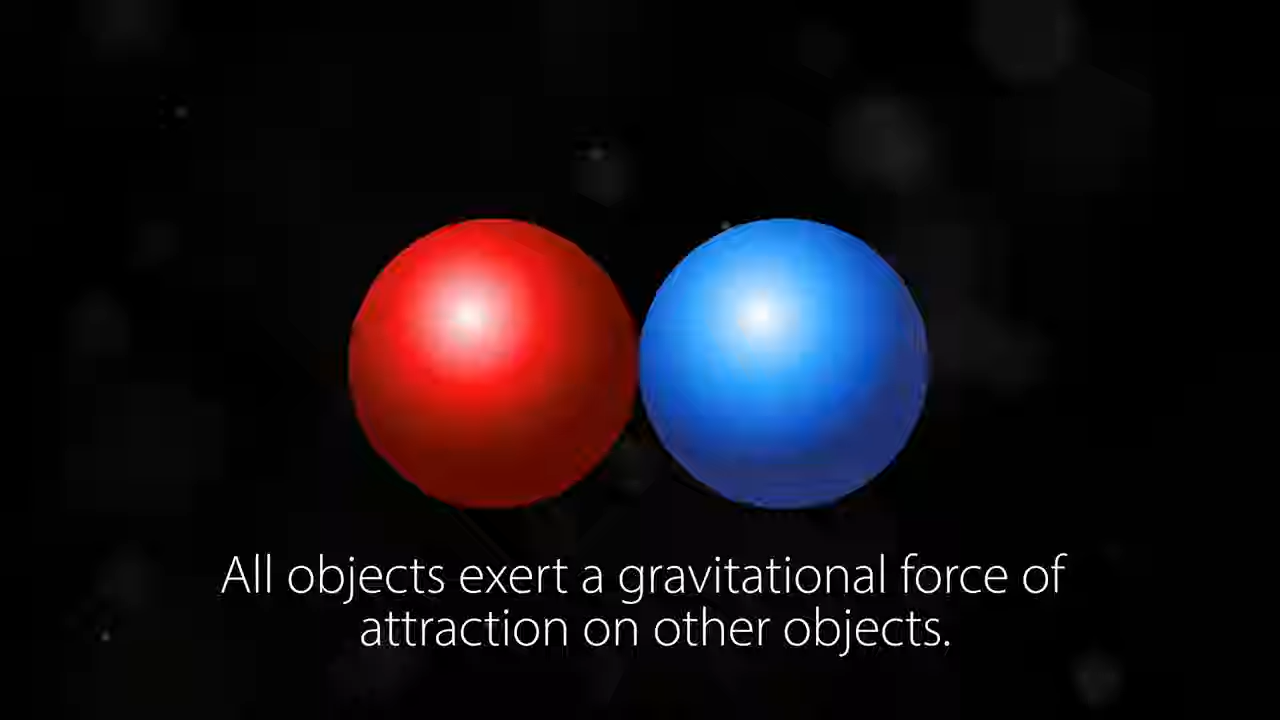 All objects exert a gravitational force of
attraction on other objects.